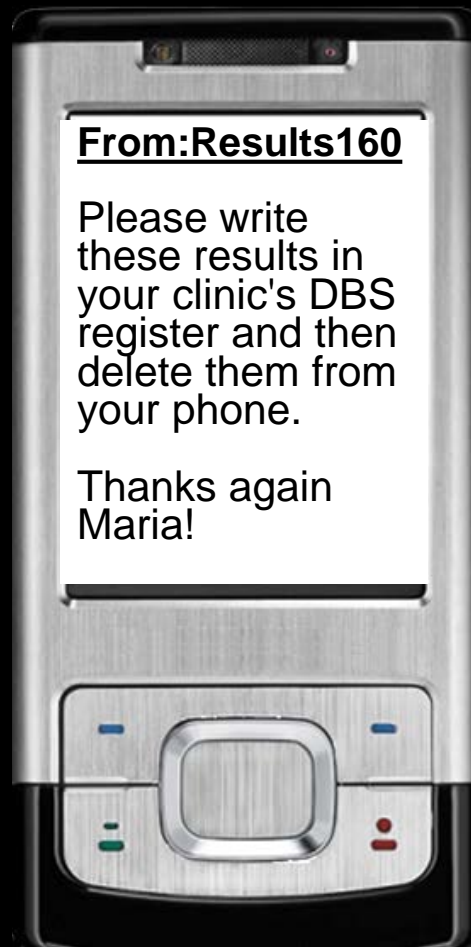 From:Results160
Please write
these results in
your clinic's DBS
register and then
delete them from
your phone.
Thanks again
Maria!